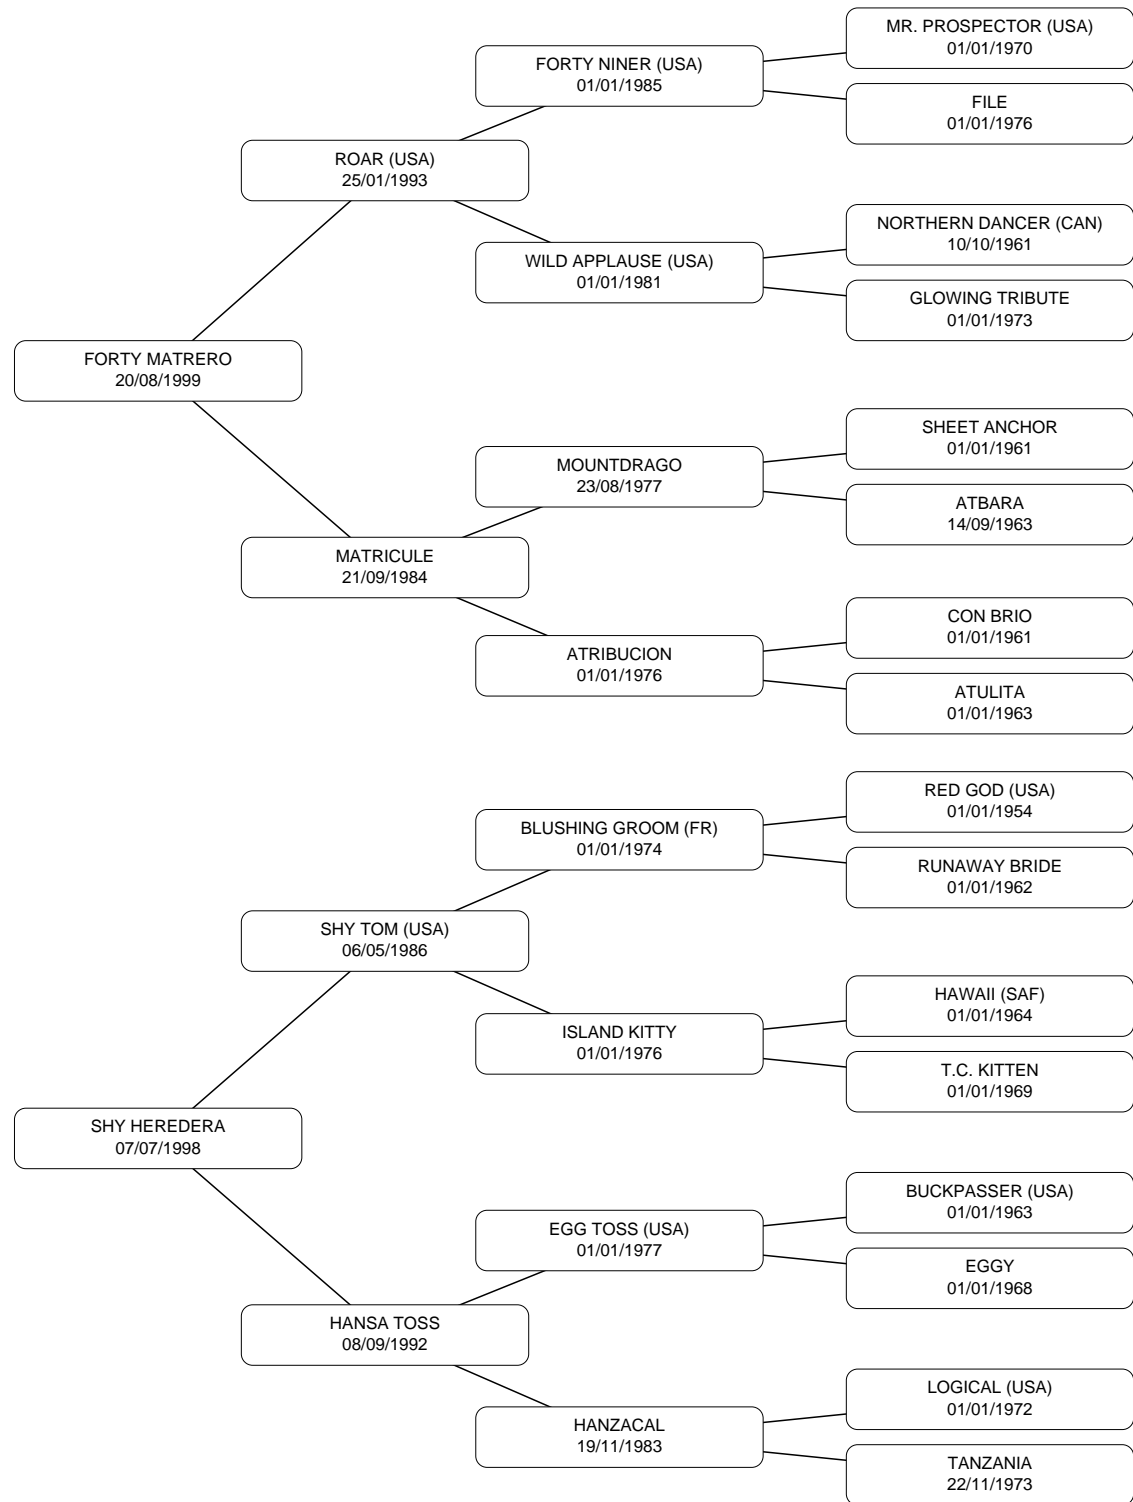 MR. PROSPECTOR (USA)
01/01/1970
FORTY NINER (USA)
01/01/1985
FILE
01/01/1976
ROAR (USA)
25/01/1993
NORTHERN DANCER (CAN)
10/10/1961
WILD APPLAUSE (USA)
01/01/1981
GLOWING TRIBUTE
01/01/1973
FORTY MATRERO
20/08/1999
SHEET ANCHOR
01/01/1961
MOUNTDRAGO
23/08/1977
ATBARA
14/09/1963
MATRICULE
21/09/1984
CON BRIO
01/01/1961
ATRIBUCION
01/01/1976
ATULITA
01/01/1963
RED GOD (USA)
01/01/1954
BLUSHING GROOM (FR)
01/01/1974
RUNAWAY BRIDE
01/01/1962
SHY TOM (USA)
06/05/1986
HAWAII (SAF)
01/01/1964
ISLAND KITTY
01/01/1976
T.C. KITTEN
01/01/1969
SHY HEREDERA
07/07/1998
BUCKPASSER (USA)
01/01/1963
EGG TOSS (USA)
01/01/1977
EGGY
01/01/1968
HANSA TOSS
08/09/1992
LOGICAL (USA)
01/01/1972
HANZACAL
19/11/1983
TANZANIA
22/11/1973